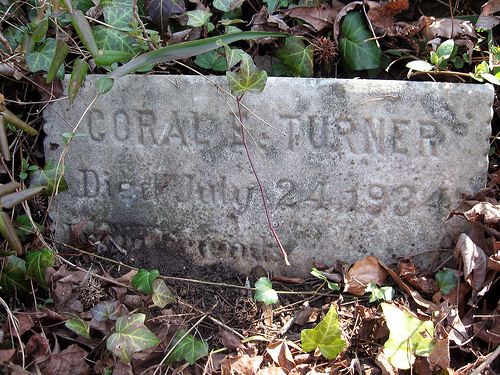 CORAL E. TURNER
Died July 24, 1934